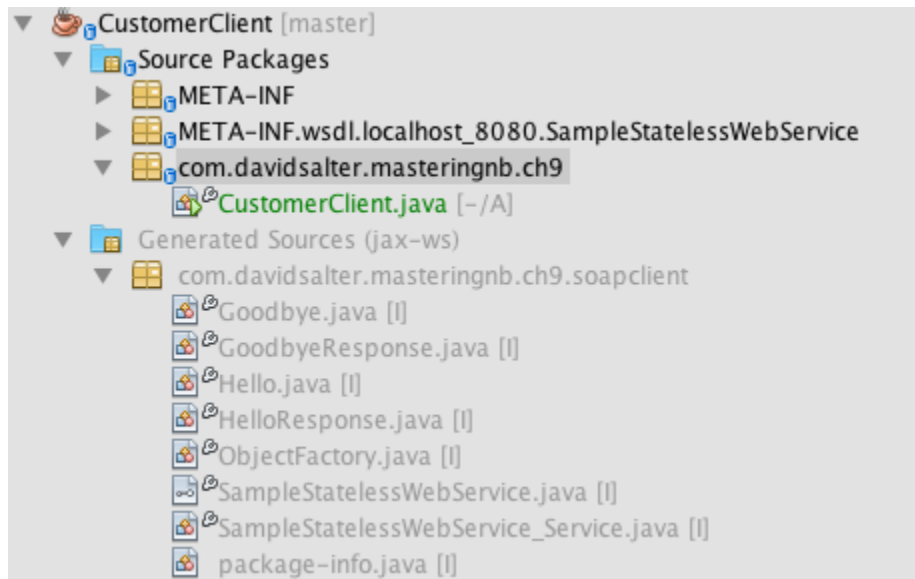 CustomerClient [master]
Source Packages
META-INF
META-INF.wsdl.localhost_8080.SampleStatelessWebService
com.davidsalter.masteringnb.ch9
CustomerClient.java [-/A]
Generated Sources (jax-ws)
com.davidsalter.masteringnb.ch9.soapclient
Goodbye.java [I]
GoodbyeResponse.java [I]
Hello.java [I]
HelloResponse.java [I]
ObjectFactory.java [I]
SampleStatelessWebService.java [I]
SampleStatelessWebService_Service.java [I]
package-info.java [I]